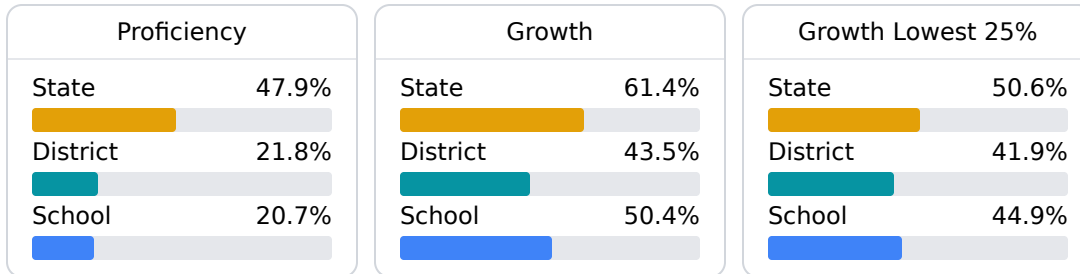 Proficiency
State 47.9%
District 21.8%
School 20.7%
Growth
State 61.4%
District 43.5%
School 50.4%
Growth Lowest 25%
State 50.6%
District 41.9%
School 44.9%